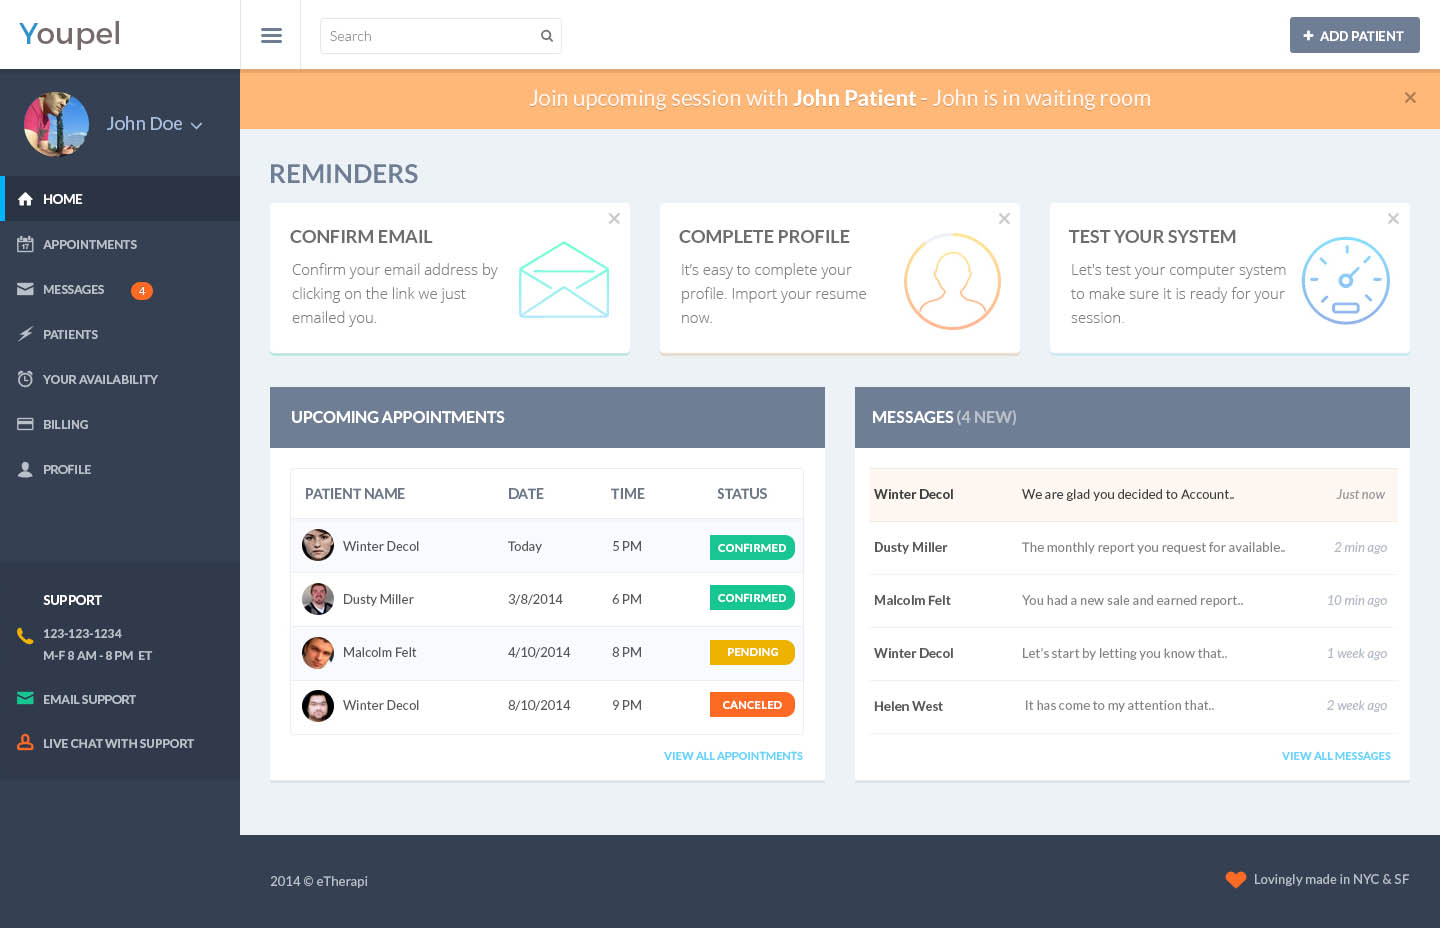 Youpel
Search
+ ADD PATIENT
John Doe
Join upcoming session with John Patient - John is in waiting room
HOME
17 APPOINTMENTS
MESSAGES 4
PATIENTS
YOUR AVAILABILITY
BILLING
PROFILE
SUPPORT
123-123-1234
M-F 8 AM - 8 PM ET
EMAIL SUPPORT
LIVE CHAT WITH SUPPORT
REMINDERS
CONFIRM EMAIL
Confirm your email address by
clicking on the link we just
emailed you.
COMPLETE PROFILE
It's easy to complete your
profile. Import your resume
now.
TEST YOUR SYSTEM
Let's test your computer system
to make sure it is ready for your
session.
UPCOMING APPOINTMENTS
PATIENT NAME DATE TIME STATUS
Winter Decol Today 5 PM CONFIRMED
Dusty Miller 3/8/2014 6 PM CONFIRMED
Malcolm Felt 4/10/2014 8 PM PENDING
Winter Decol 8/10/2014 9 PM CANCELED
VIEW ALL APPOINTMENTS
MESSAGES (4 NEW)
Winter Decol We are glad you decided to Account.. Just now
Dusty Miller The monthly report you request for available.. 2 min ago
Malcolm Felt You had a new sale and earned report.. 10 min ago
Winter Decol Let's start by letting you know that.. 1 week ago
Helen West It has come to my attention that.. 2 week ago
VIEW ALL MESSAGES
2014 © eTherapi
Lovingly made in NYC & SF